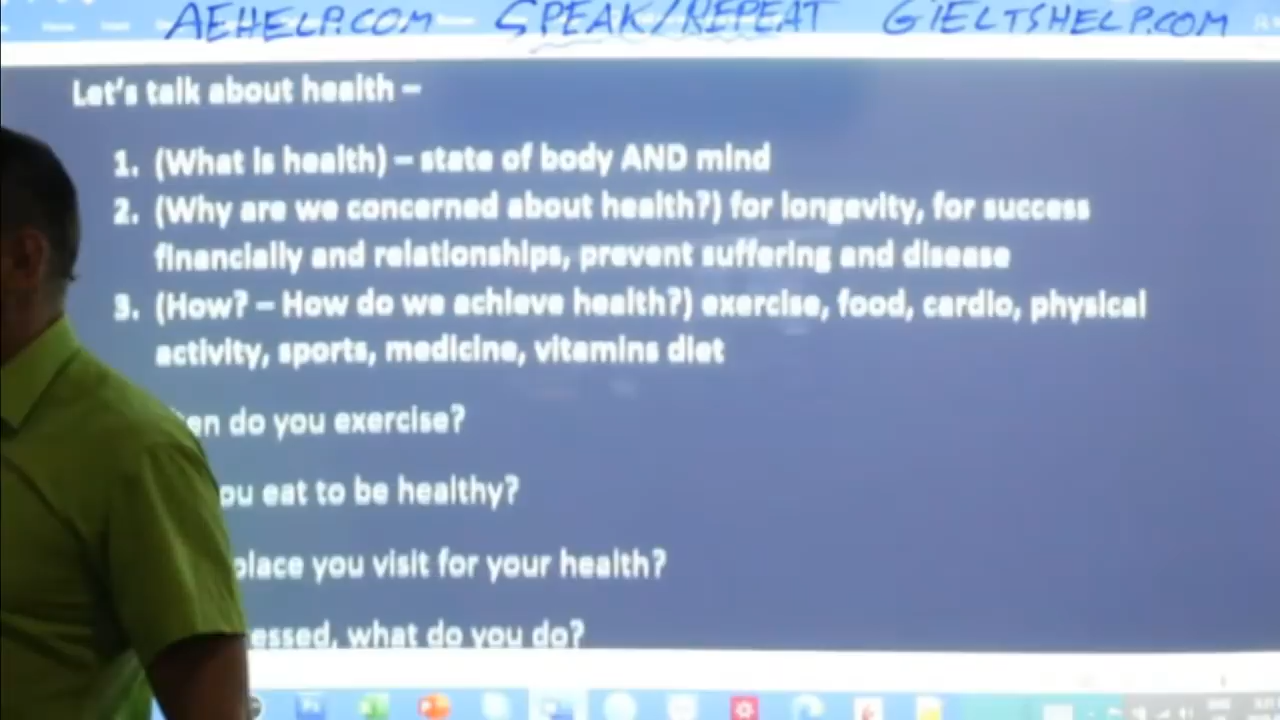 AEHELP.COM SPEAK/REPEAT GIELTSHELP.COM
Let's talk about health –
1. (What is health) – state of body AND mind
2. (Why are we concerned about health?) for longevity, for success
financially and relationships, prevent suffering and disease
3. (How? – How do we achieve health?) exercise, food, cardio, physical
activity, sports, medicine, vitamins diet
en do you exercise?
ou eat to be healthy?
place you visit for your health?
essed, what do you do?